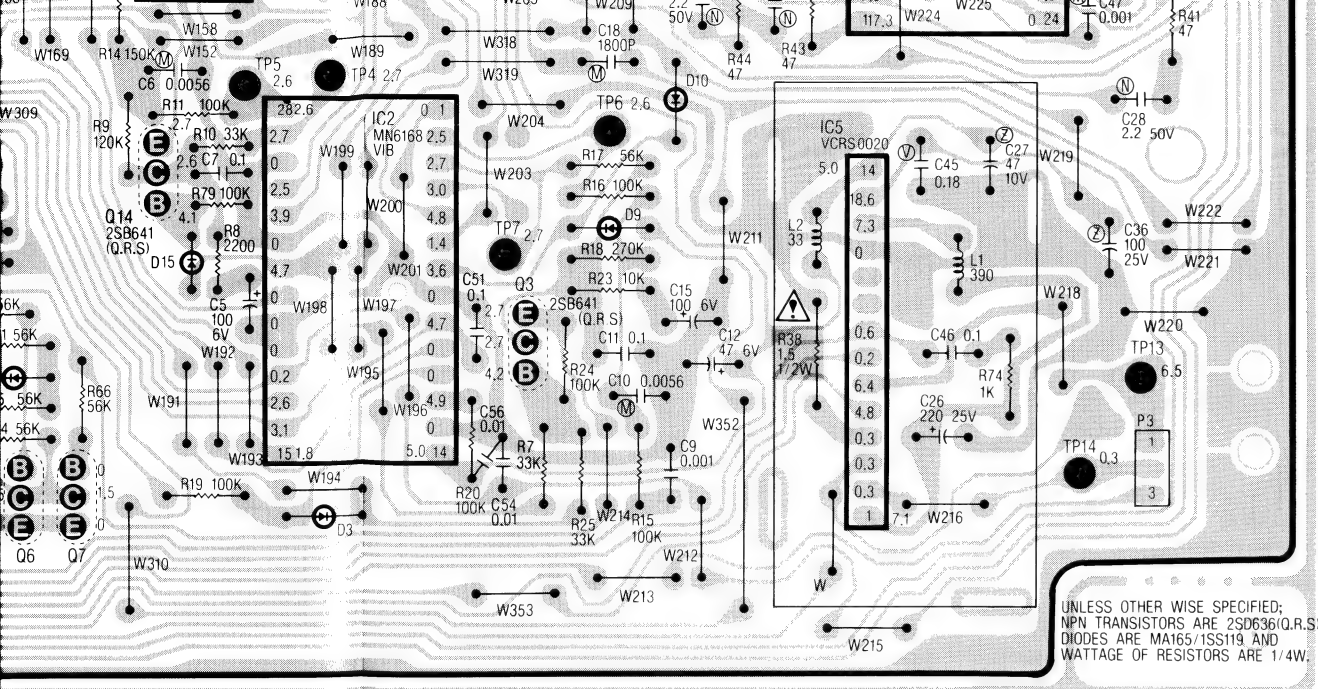 W188
W209
2.2
50V
N
N
W224
W225
117.3
0 24
C47
0.001
N
R41
47
W158
W152
W169
R14 150K
M
C6
0.0056
W189
TP5
2.6
TP4 2.7
W318
W319
C18
1800P
M
R44
47
R43
47
D10
TP6 2.6
W204
N
C28
2.2 50V
W309
R9
120K
R11
100K
2.7
E
C
B
R10 33K
2.6
C7 0.1
R79 100K
4.1
Q14
2SB641
(Q.R.S)
D15
R8
2200
C5
100
6V
W192
W191
W193
282.6
0 1
IC2
MN6168
VIB
2.7
0
2.5
3.9
0
4.7
0
0
0
0.2
2.6
3.1
15 1.8
2.5
2.7
3.0
4.8
1.4
3.6
0
4.7
0
0
4.9
0
5.0 14
W199
W200
W201
W198
W197
W195
W196
W194
D3
R19 100K
W203
TP7
2.7
R17 56K
R16 100K
D9
R18 270K
R23 10K
W211
C51
0.1
2.7
2.7
4.2
Q3
2SB641
(Q.R.S)
E
C
B
C15
100 6V
C11 0.1
C12
47 6V
R24
100K
C10 0.0056
M
C56
0.01
R7
33K
R20
100K
C54
0.01
R25
33K
W214
R15
100K
C9
0.001
W352
W212
W213
W353
IC5
VCRS0020
5.0
14
18.6
7.3
0
0.6
0.2
6.4
4.8
0.3
0.3
0.3
1
7.1
V
C45
0.18
Z
C27
47
10V
W219
L2
33
L1
390
R38
1.5
1/2W
C46 0.1
R74
1K
C26
220 25V
W216
W
W215
Z
C36
100
25V
W222
W221
W218
W220
TP13
6.5
P3
1
3
TP14
0.3
56K
56K
56K
4 56K
R66
56K
B
C
E
Q6
B
C
E
Q7
0
1.5
0
W310
UNLESS OTHER WISE SPECIFIED;
NPN TRANSISTORS ARE 2SD636(Q.R.S
DIODES ARE MA165/1SS119 AND
WATTAGE OF RESISTORS ARE 1/4W.